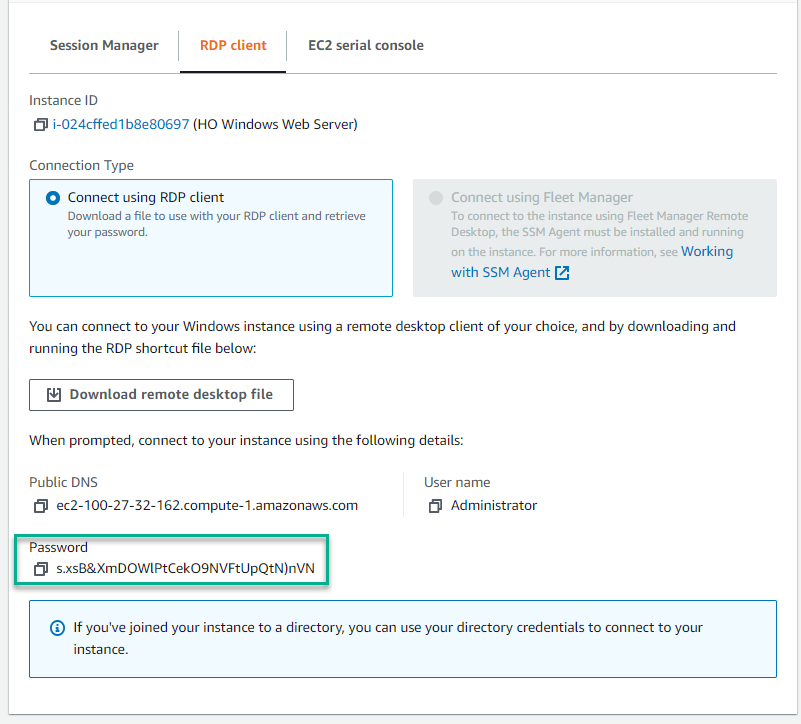 Session Manager
RDP client
EC2 serial console
Instance ID
i-024cffed1b8e80697 (HO Windows Web Server)
Connection Type
Connect using RDP client
Download a file to use with your RDP client and retrieve
your password.
Connect using Fleet Manager
To connect to the instance using Fleet Manager Remote
Desktop, the SSM Agent must be installed and running
on the instance. For more information, see Working
with SSM Agent
You can connect to your Windows instance using a remote desktop client of your choice, and by downloading and
running the RDP shortcut file below:
Download remote desktop file
When prompted, connect to your instance using the following details:
Public DNS
ec2-100-27-32-162.compute-1.amazonaws.com
User name
Administrator
Password
s.xsB&XmDOWlPtCekO9NVFtUpQtN)nVN
If you've joined your instance to a directory, you can use your directory credentials to connect to your
instance.